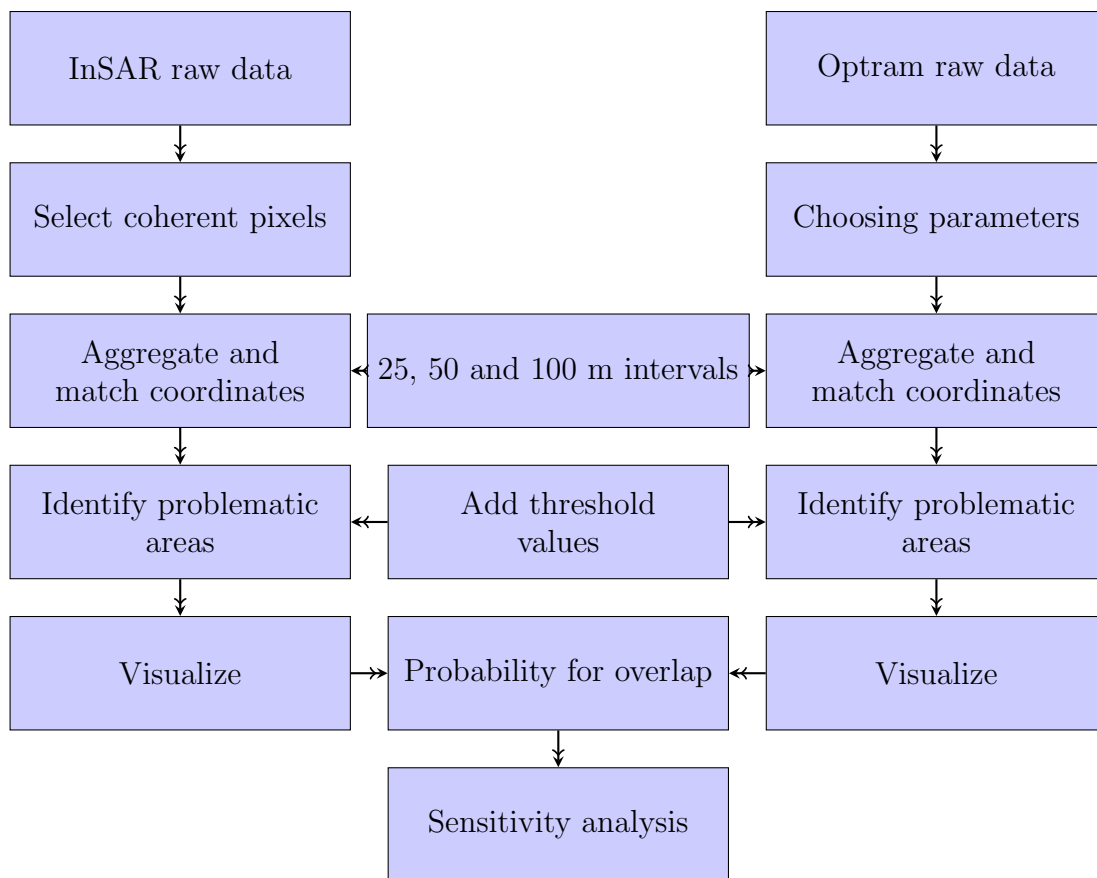 InSAR raw data
Optram raw data
Select coherent pixels
Choosing parameters
Aggregate and
match coordinates
25, 50 and 100 m intervals
Aggregate and
match coordinates
Identify problematic
areas
Add threshold
values
Identify problematic
areas
Visualize
Probability for overlap
Visualize
Sensitivity analysis